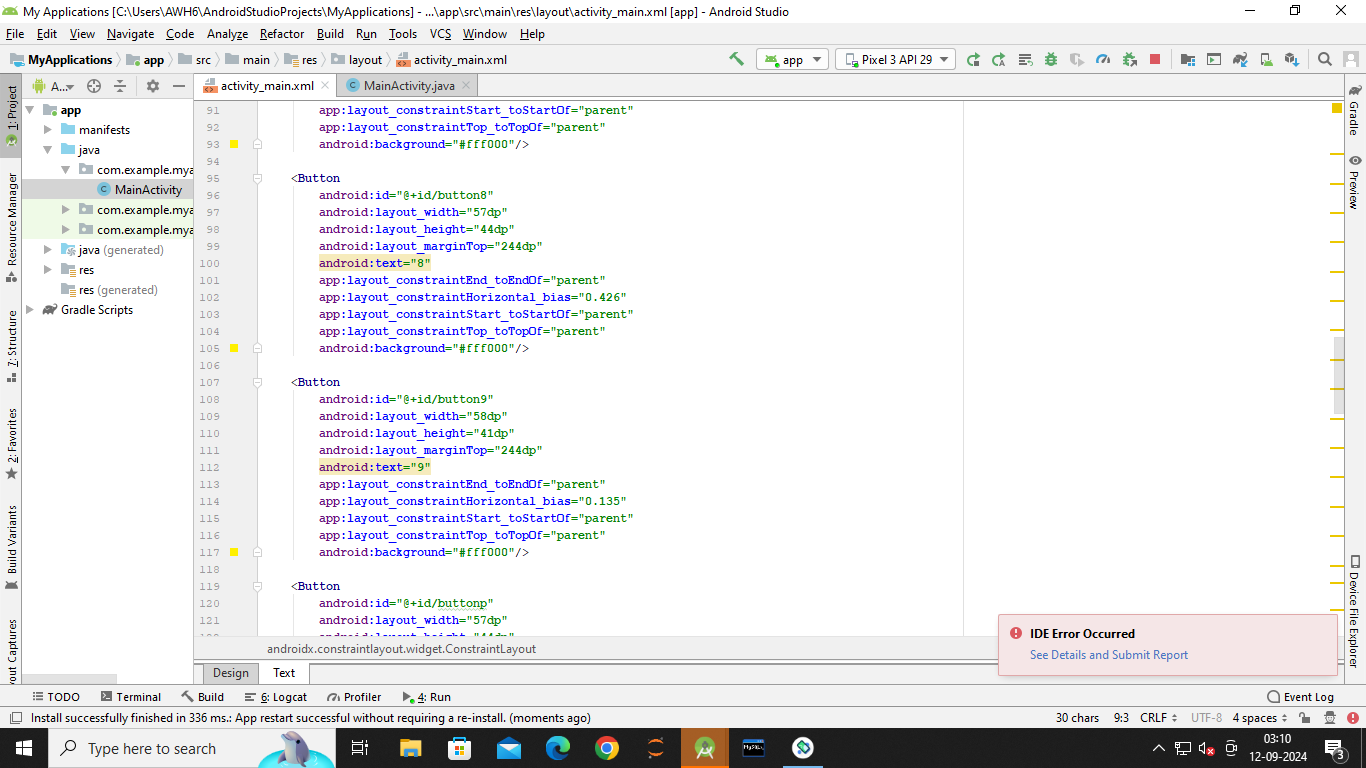 My Applications [C:\Users\AWH6\AndroidStudioProjects\MyApplications] - ...\app\src\main\res\layout\activity_main.xml [app] - Android Studio
File Edit View Navigate Code Analyze Refactor Build Run Tools VCS Window Help
MyApplications app src main res layout activity_main.xml
app Pixel 3 API 29
A... activity_main.xml MainActivity.java
1: Project
Resource Manager
7: Structure
2: Favorites
Build Variants
out Captures
app
manifests
java
com.example.mya
MainActivity
com.example.mya
com.example.mya
java (generated)
res
res (generated)
Gradle Scripts
91 app:layout_constraintStart_toStartOf="parent"
92 app:layout_constraintTop_toTopOf="parent"
93 android:background="#fff000"/>
94
95 <Button
96 android:id="@+id/button8"
97 android:layout_width="57dp"
98 android:layout_height="44dp"
99 android:layout_marginTop="244dp"
100 android:text="8"
101 app:layout_constraintEnd_toEndOf="parent"
102 app:layout_constraintHorizontal_bias="0.426"
103 app:layout_constraintStart_toStartOf="parent"
104 app:layout_constraintTop_toTopOf="parent"
105 android:background="#fff000"/>
106
107 <Button
108 android:id="@+id/button9"
109 android:layout_width="58dp"
110 android:layout_height="41dp"
111 android:layout_marginTop="244dp"
112 android:text="9"
113 app:layout_constraintEnd_toEndOf="parent"
114 app:layout_constraintHorizontal_bias="0.135"
115 app:layout_constraintStart_toStartOf="parent"
116 app:layout_constraintTop_toTopOf="parent"
117 android:background="#fff000"/>
118
119 <Button
120 android:id="@+id/buttonp"
121 android:layout_width="57dp"
android:layout_height="44dp"
Gradle
Preview
Device File Explorer
androidx.constraintlayout.widget.ConstraintLayout
IDE Error Occurred
See Details and Submit Report
Design Text
TODO Terminal Build 6: Logcat Profiler 4: Run Event Log
Install successfully finished in 336 ms.: App restart successful without requiring a re-install. (moments ago) 30 chars 9:3 CRLF UTF-8 4 spaces
Type here to search
MySQL
03:10
12-09-2024
3